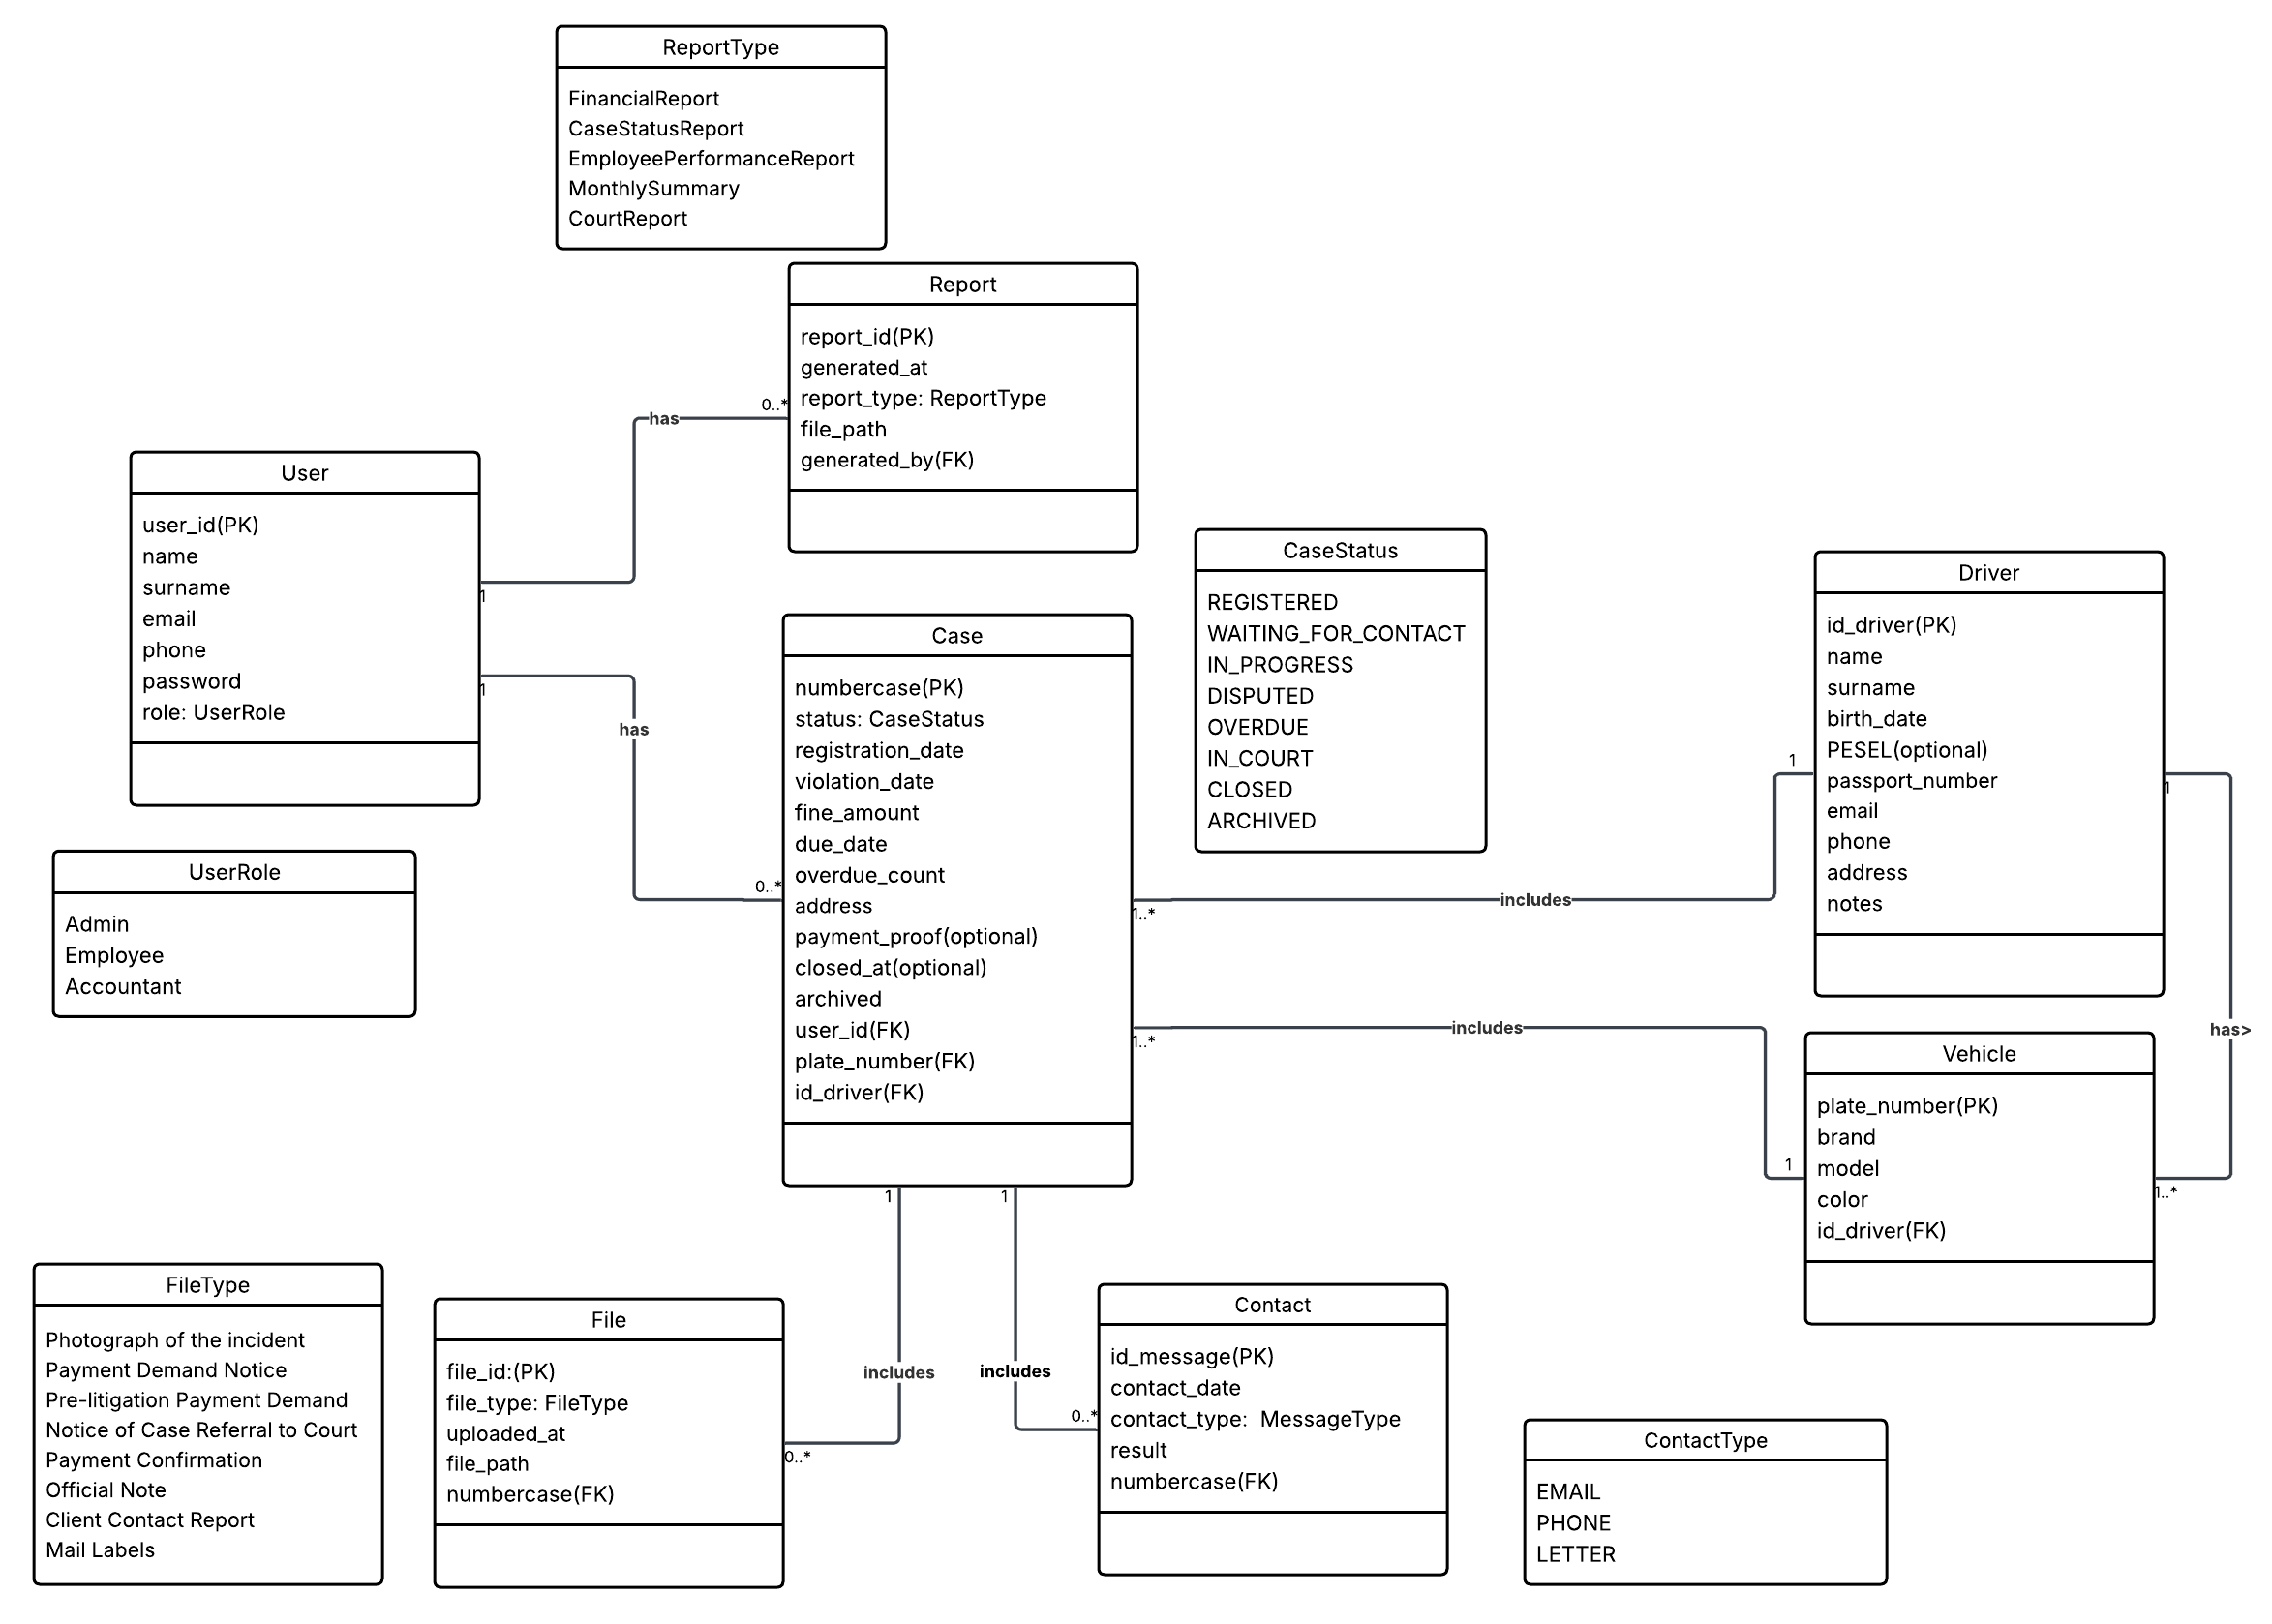 ReportType
FinancialReport
CaseStatusReport
EmployeePerformanceReport
MonthlySummary
CourtReport
Report
report_id(PK)
generated_at
report_type: ReportType
file_path
generated_by(FK)
has
0..*
1
User
user_id(PK)
name
surname
email
phone
password
role: UserRole
1
has
0..*
UserRole
Admin
Employee
Accountant
Case
numbercase(PK)
status: CaseStatus
registration_date
violation_date
fine_amount
due_date
overdue_count
address
payment_proof(optional)
closed_at(optional)
archived
user_id(FK)
plate_number(FK)
id_driver(FK)
CaseStatus
REGISTERED
WAITING_FOR_CONTACT
IN_PROGRESS
DISPUTED
OVERDUE
IN_COURT
CLOSED
ARCHIVED
1..*
includes
1
Driver
id_driver(PK)
name
surname
birth_date
PESEL(optional)
passport_number
email
phone
address
notes
1
has>
1..*
1..*
includes
1
Vehicle
plate_number(PK)
brand
model
color
id_driver(FK)
1
includes
0..*
1
includes
0..*
FileType
Photograph of the incident
Payment Demand Notice
Pre-litigation Payment Demand
Notice of Case Referral to Court
Payment Confirmation
Official Note
Client Contact Report
Mail Labels
File
file_id:(PK)
file_type: FileType
uploaded_at
file_path
numbercase(FK)
Contact
id_message(PK)
contact_date
contact_type:  MessageType
result
numbercase(FK)
ContactType
EMAIL
PHONE
LETTER